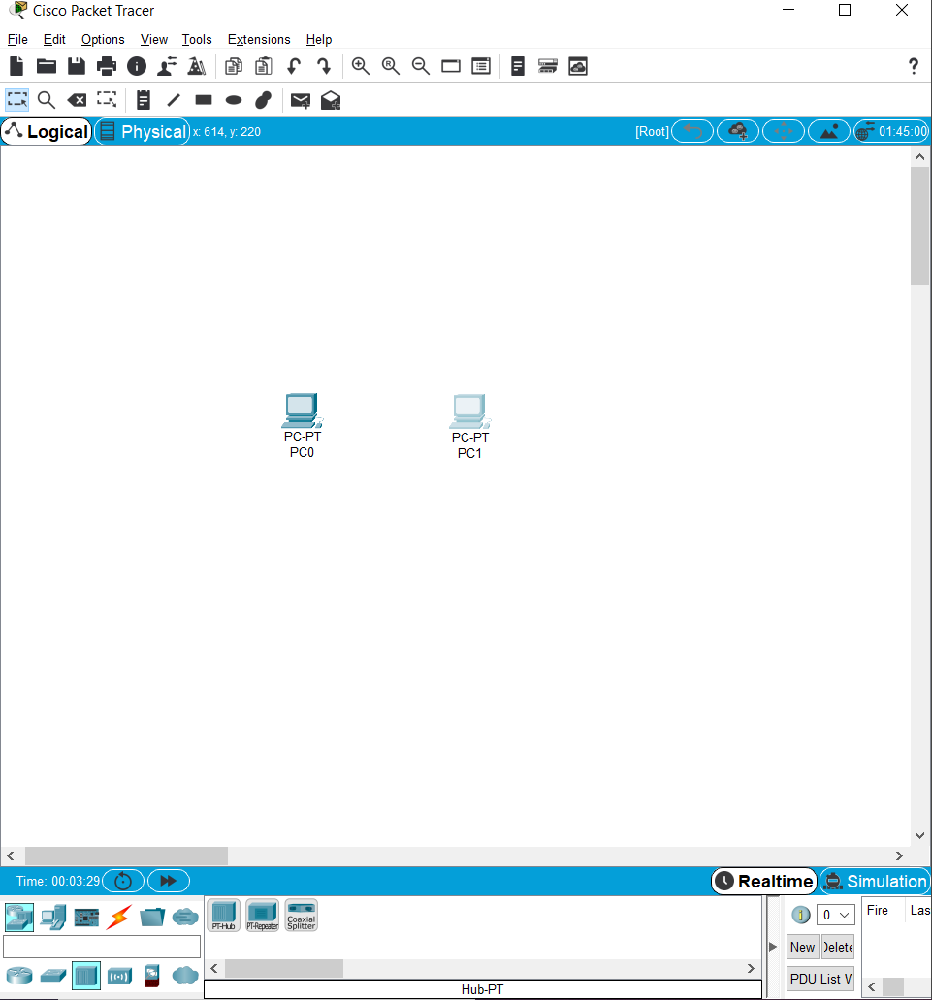 Cisco Packet Tracer
File Edit Options View Tools Extensions Help
?
Logical Physical x: 614, y: 220 [Root] 01:45:00
PC-PT PC-PT
PC0 PC1
Time: 00:03:29 Realtime Simulation
PT-Hub PT-Repeater Coaxial Splitter
0 Fire Las
New Delete
PDU List V
Hub-PT